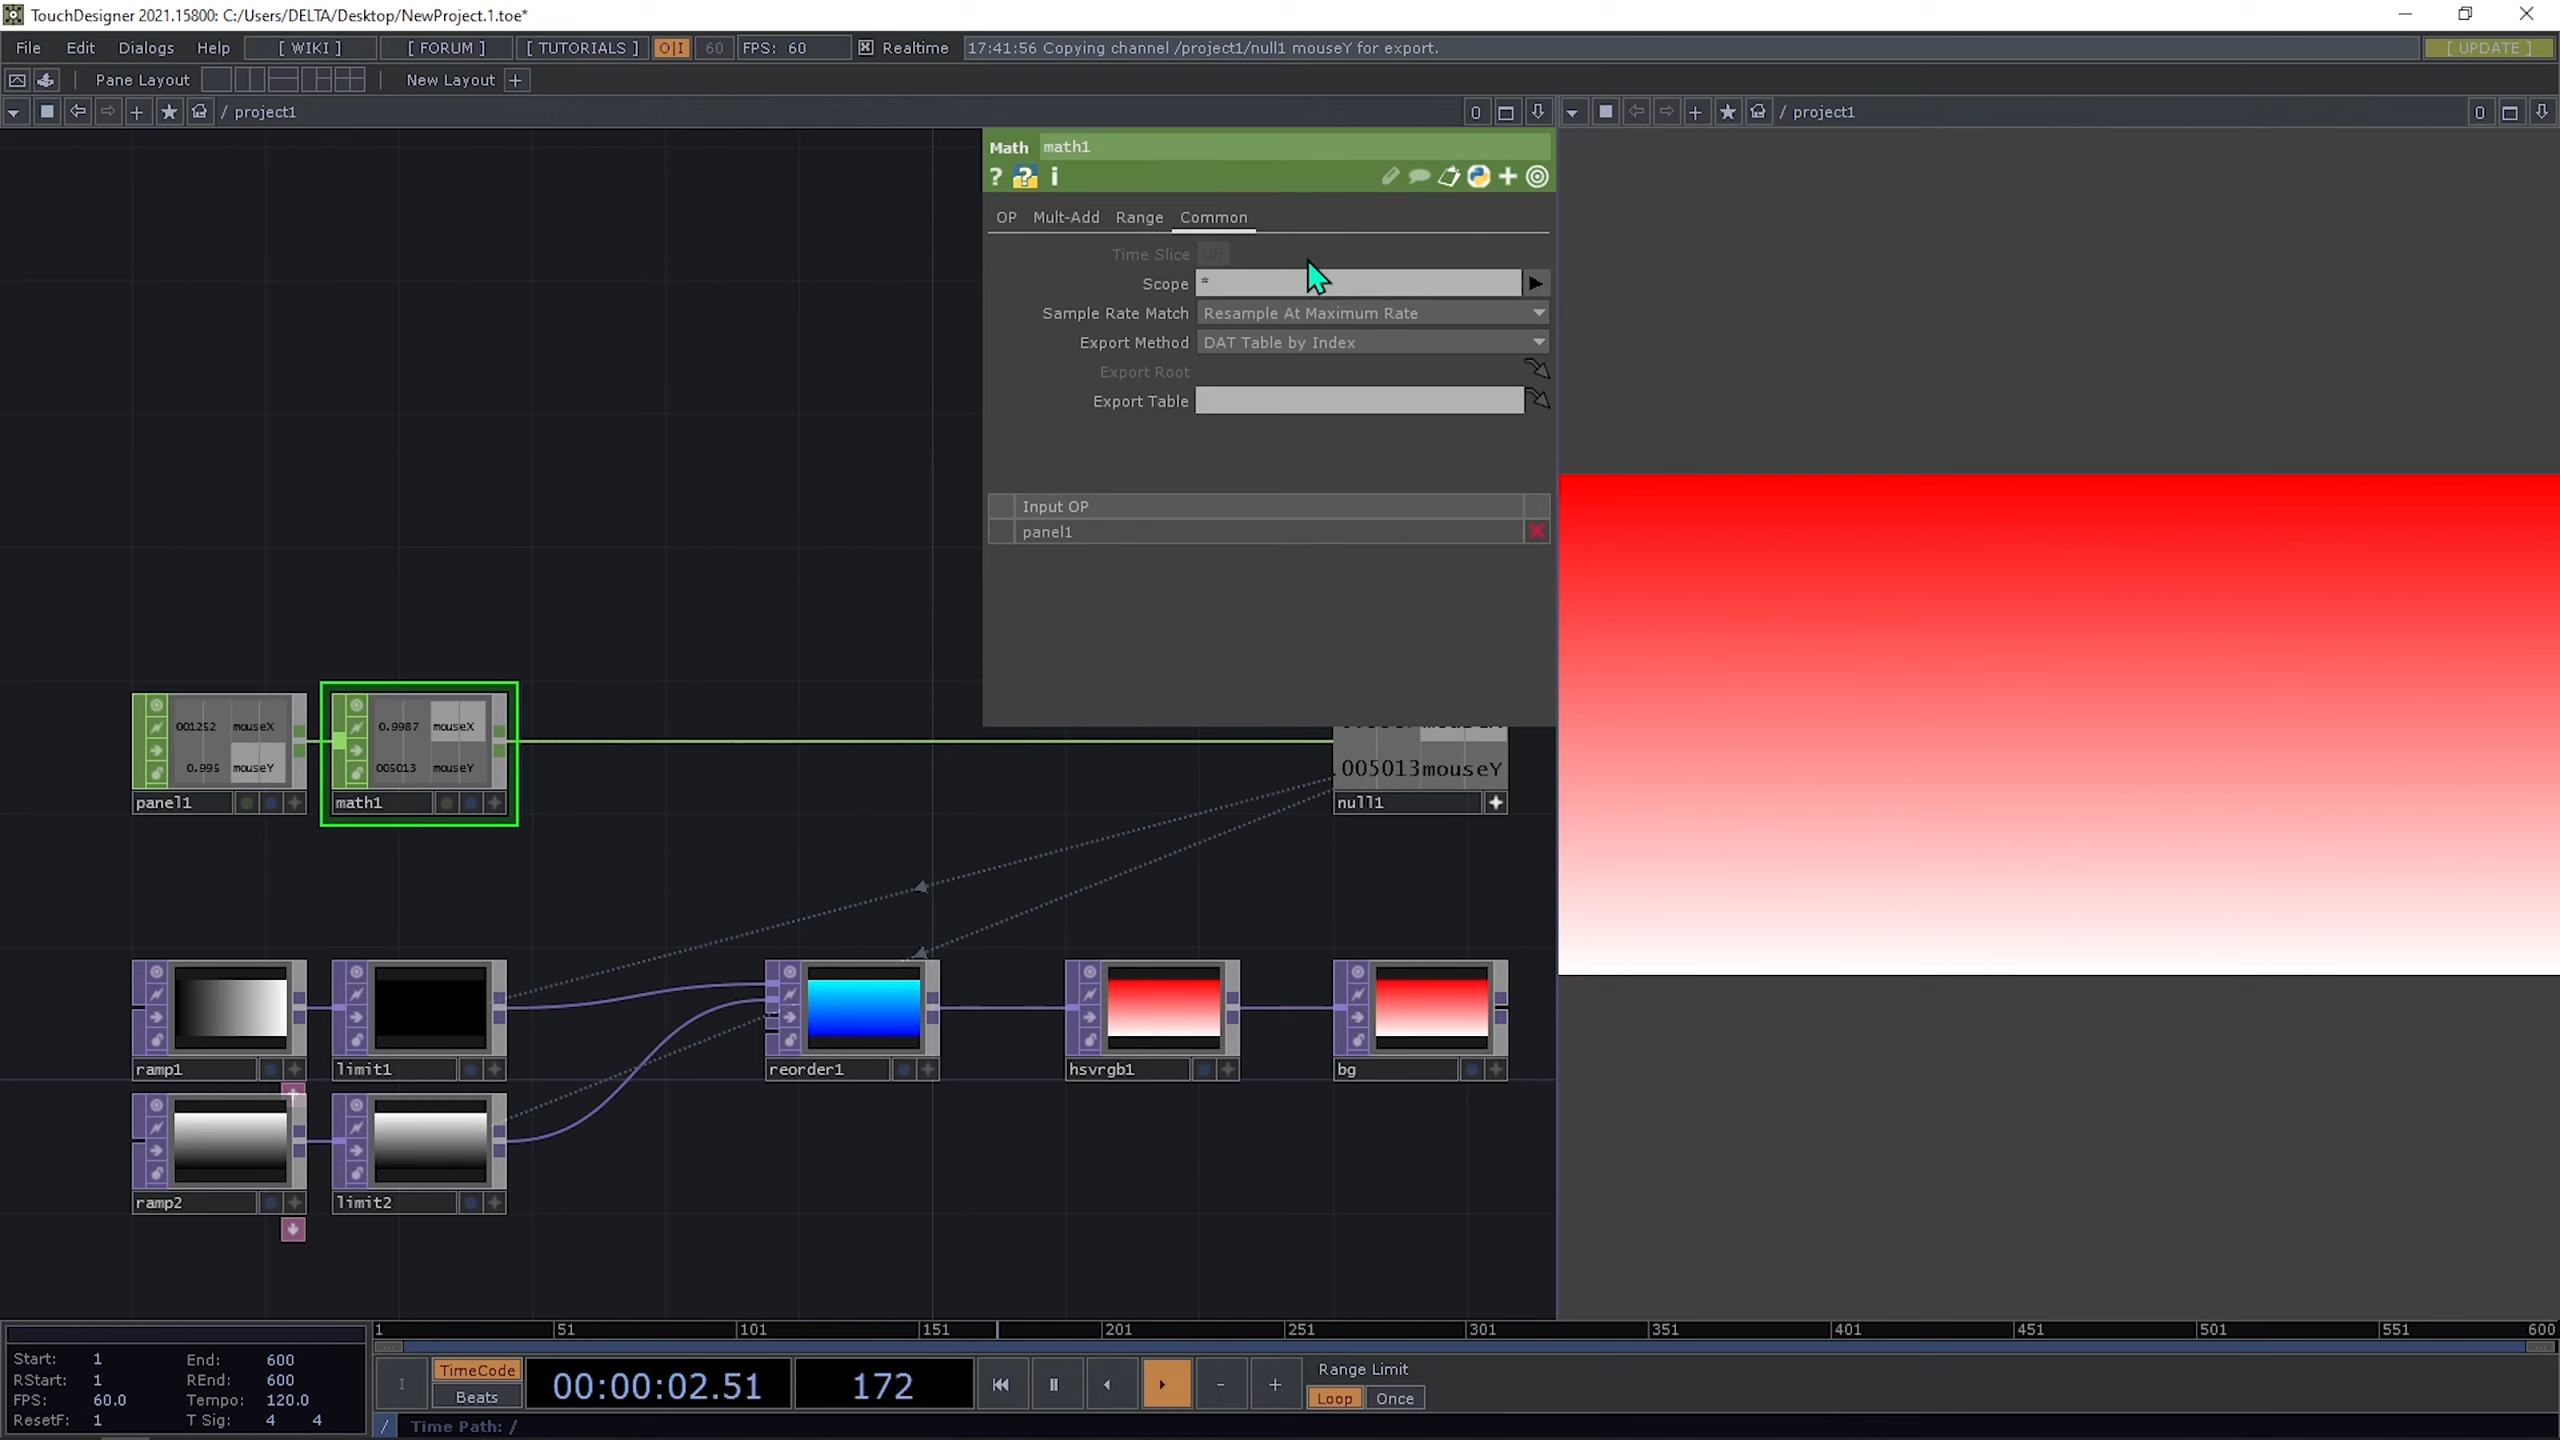 TouchDesigner 2021.15800: C:/Users/DELTA/Desktop/NewProject.1.toe*
File Edit Dialogs Help [ WIKI ] [ FORUM ] [ TUTORIALS ] O|I 60 FPS: 60 Realtime 17:41:56 Copying channel /project1/null1 mouseY for export. [ UPDATE ]
Pane Layout New Layout +
/ project1 0 / project1 0
Math math1
? ? i
OP Mult-Add Range Common
Time Slice Off
Scope *
Sample Rate Match Resample At Maximum Rate
Export Method DAT Table by Index
Export Root
Export Table
Input OP
panel1
001252 mouseX
0.995 mouseY
panel1
0.9987 mouseX
005013 mouseY
math1
.005013mouseY
null1
ramp1
limit1
reorder1
hsvrgb1
bg
ramp2
limit2
1 51 101 151 201 251 301 351 401 451 501 551 600
Start: 1 End: 600
RStart: 1 REnd: 600
FPS: 60.0 Tempo: 120.0
ResetF: 1 T Sig: 4 4
I
TimeCode
Beats
00:00:02.51
172
- +
Range Limit
Loop Once
/ Time Path: /